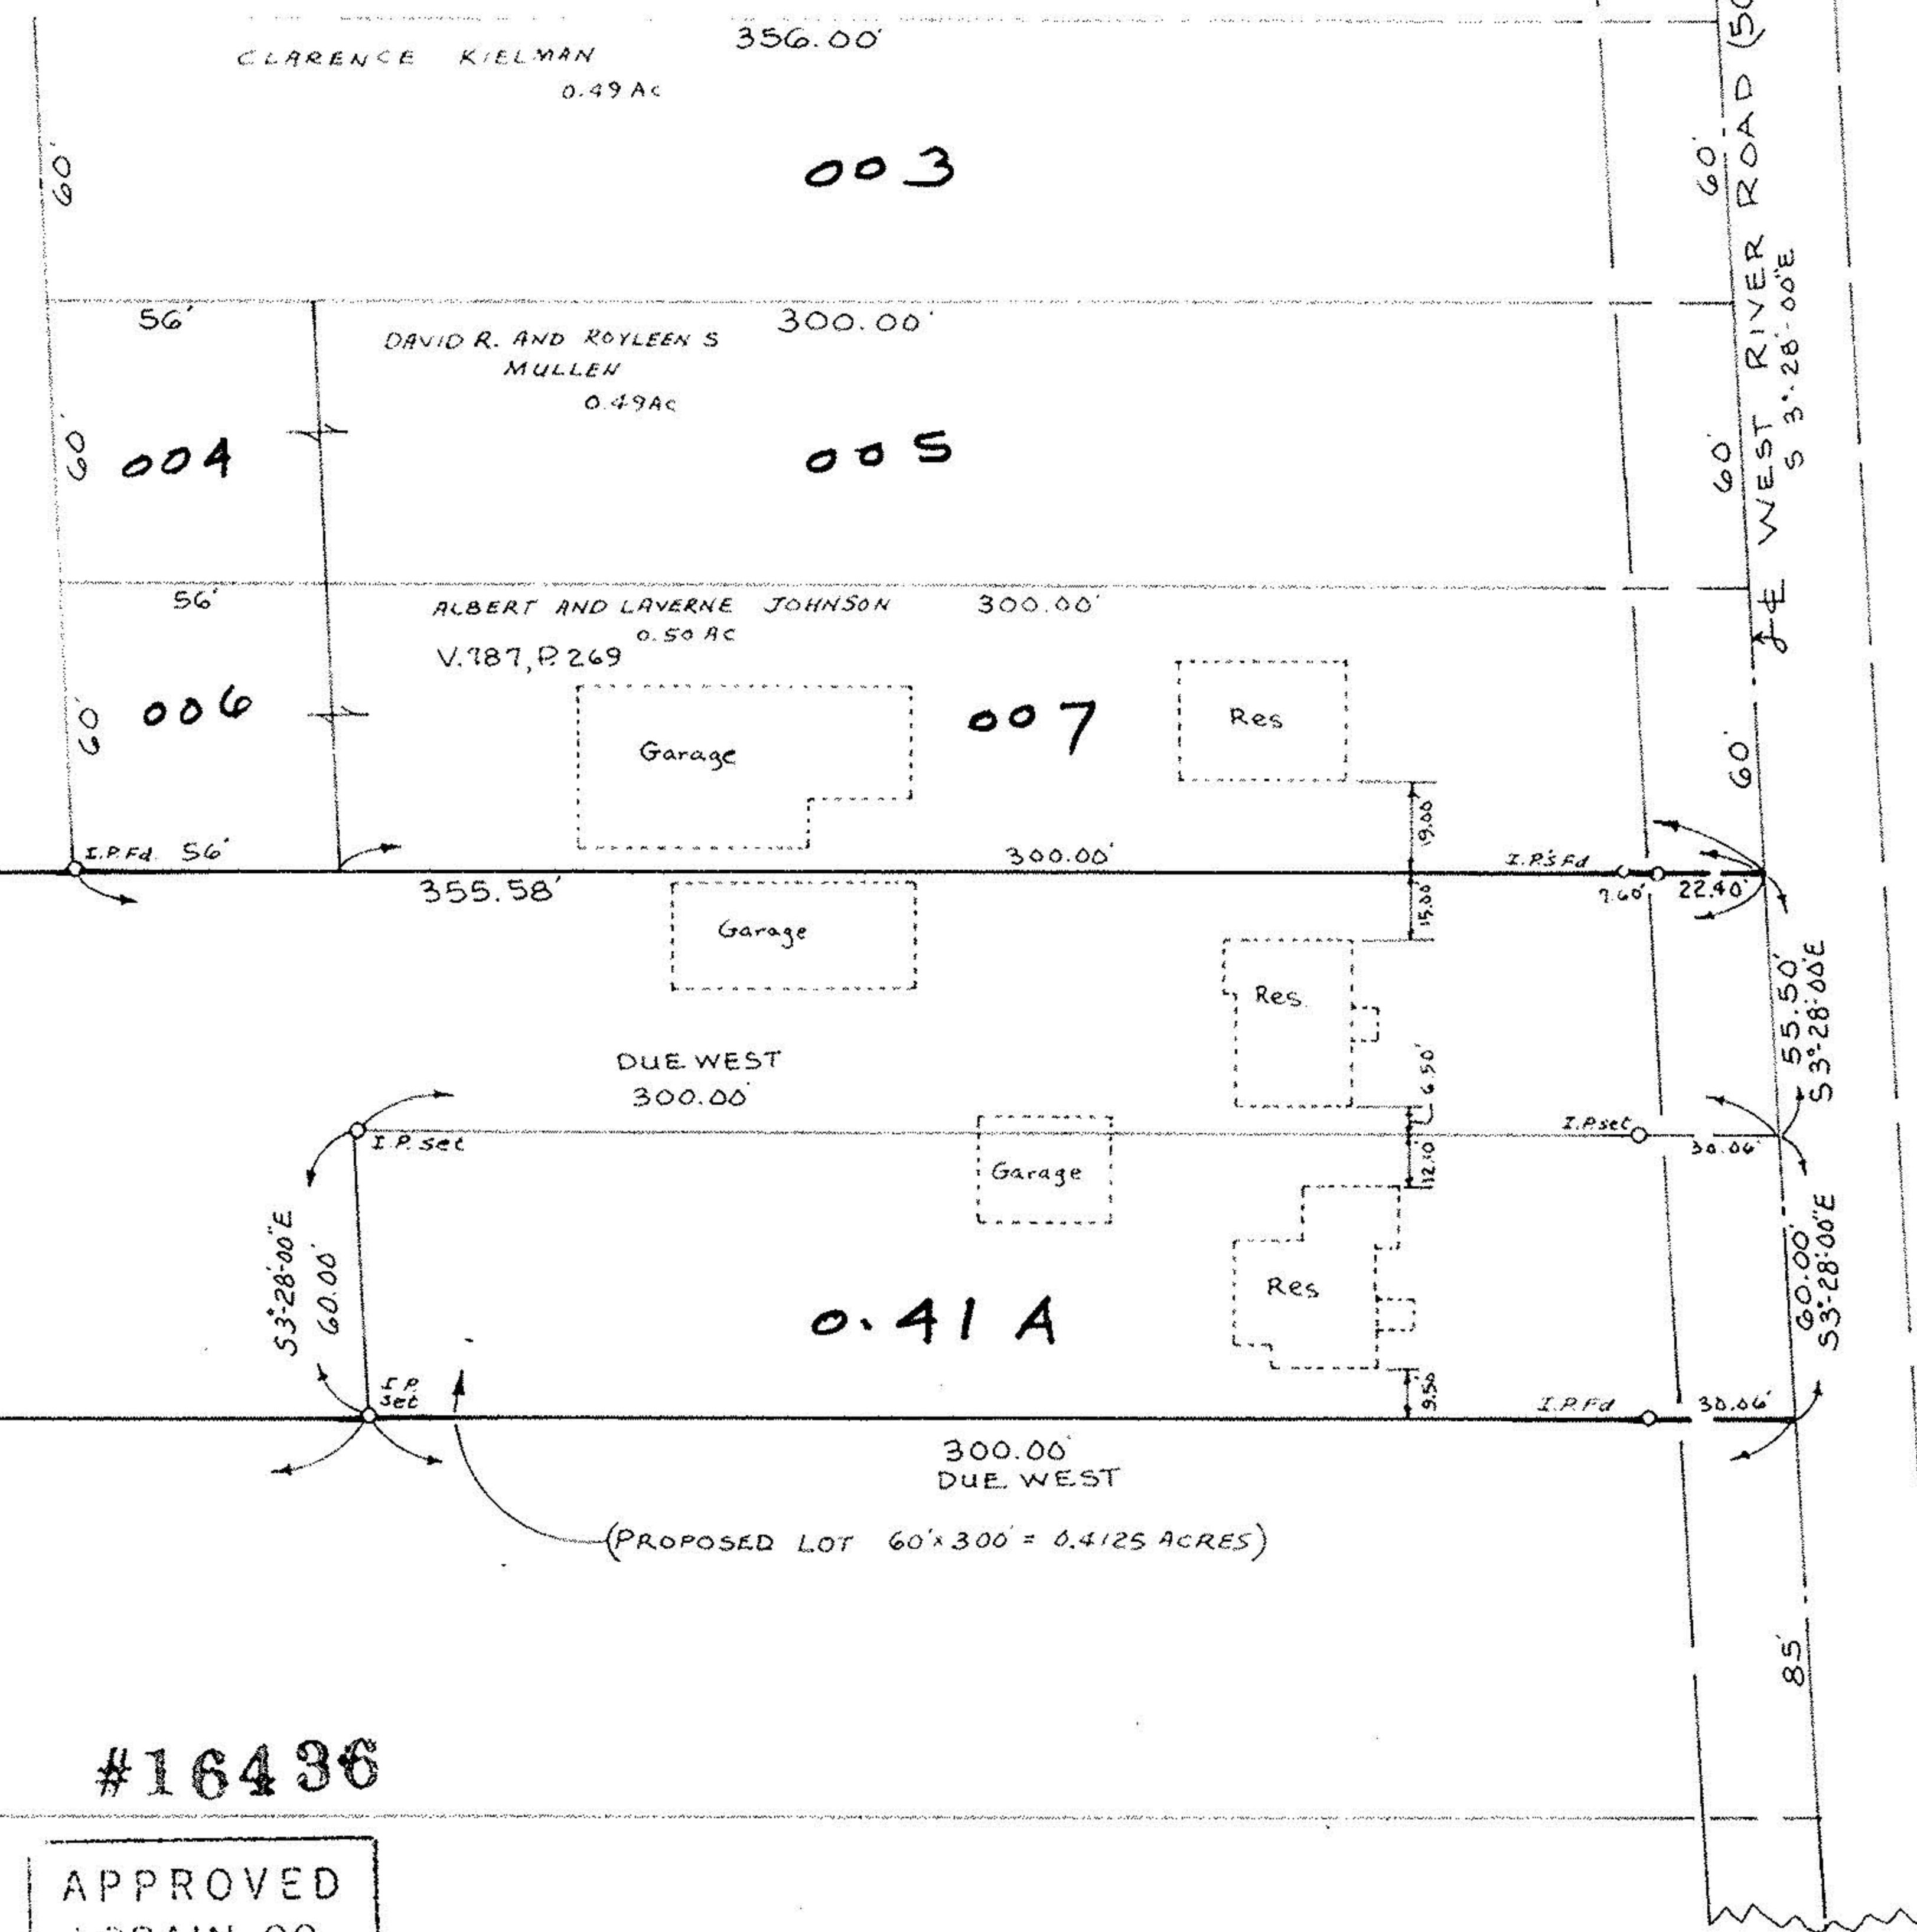 356.00'
CLARENCE KIELMAN
0.49 Ac
003
60'
60'
℄ WEST RIVER ROAD (50
S 3°-28'-00"E
56'
300.00'
DAVID R. AND ROYLEEN S
MULLEN
0.49AC
60'
004
005
60'
56'
ALBERT AND LAVERNE JOHNSON
300.00'
0.50 AC
V.787, P.269
60'
006
Garage
007
Res
60'
19.00'
I.P.Fd.
56'
300.00'
I.P.'s Fd
355.58'
7.60'
22.40'
15.00'
Garage
Res.
55.50'
S3°-28'-00"E
DUE WEST
300.00'
6.50'
I.P. set
I.P. set
30.06'
12.10'
Garage
S3°-28'-00"E
60.00'
Res
60.00'
S3°-28'-00"E
0.41 A
9.50'
I.P.
set
I.P.Fd
30.06'
300.00'
DUE WEST
(PROPOSED LOT 60'x300' = 0.4125 ACRES)
85'
#16436
APPROVED
LORAIN CO.